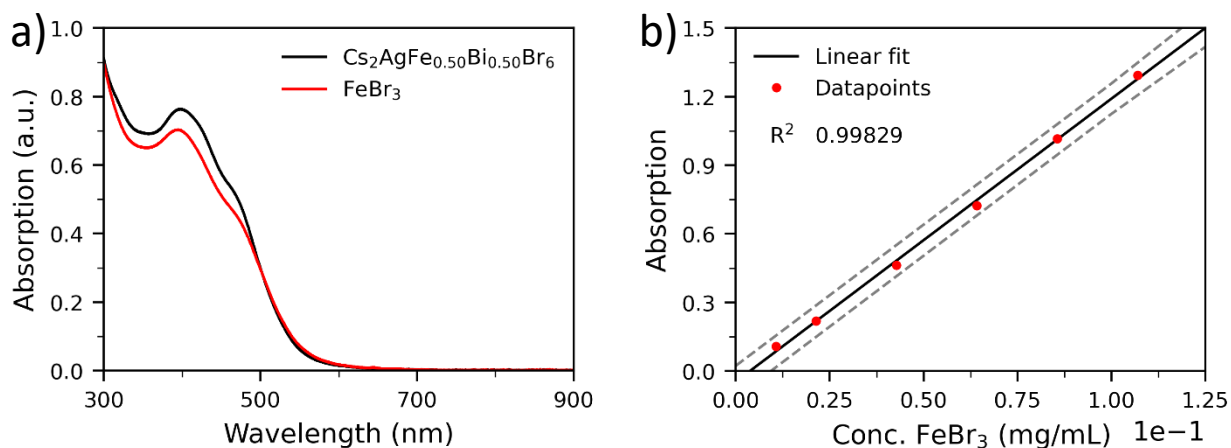 a)
Absorption (a.u.)
1.0
0.8
0.6
0.4
0.2
0.0
Cs₂AgFe₀.₅₀Bi₀.₅₀Br₆
FeBr₃
300 500 700 900
Wavelength (nm)
b)
Absorption
1.5
1.2
0.9
0.6
0.3
0.0
Linear fit
Datapoints
R² 0.99829
0.00 0.25 0.50 0.75 1.00 1.25
Conc. FeBr₃ (mg/mL) 1e−1